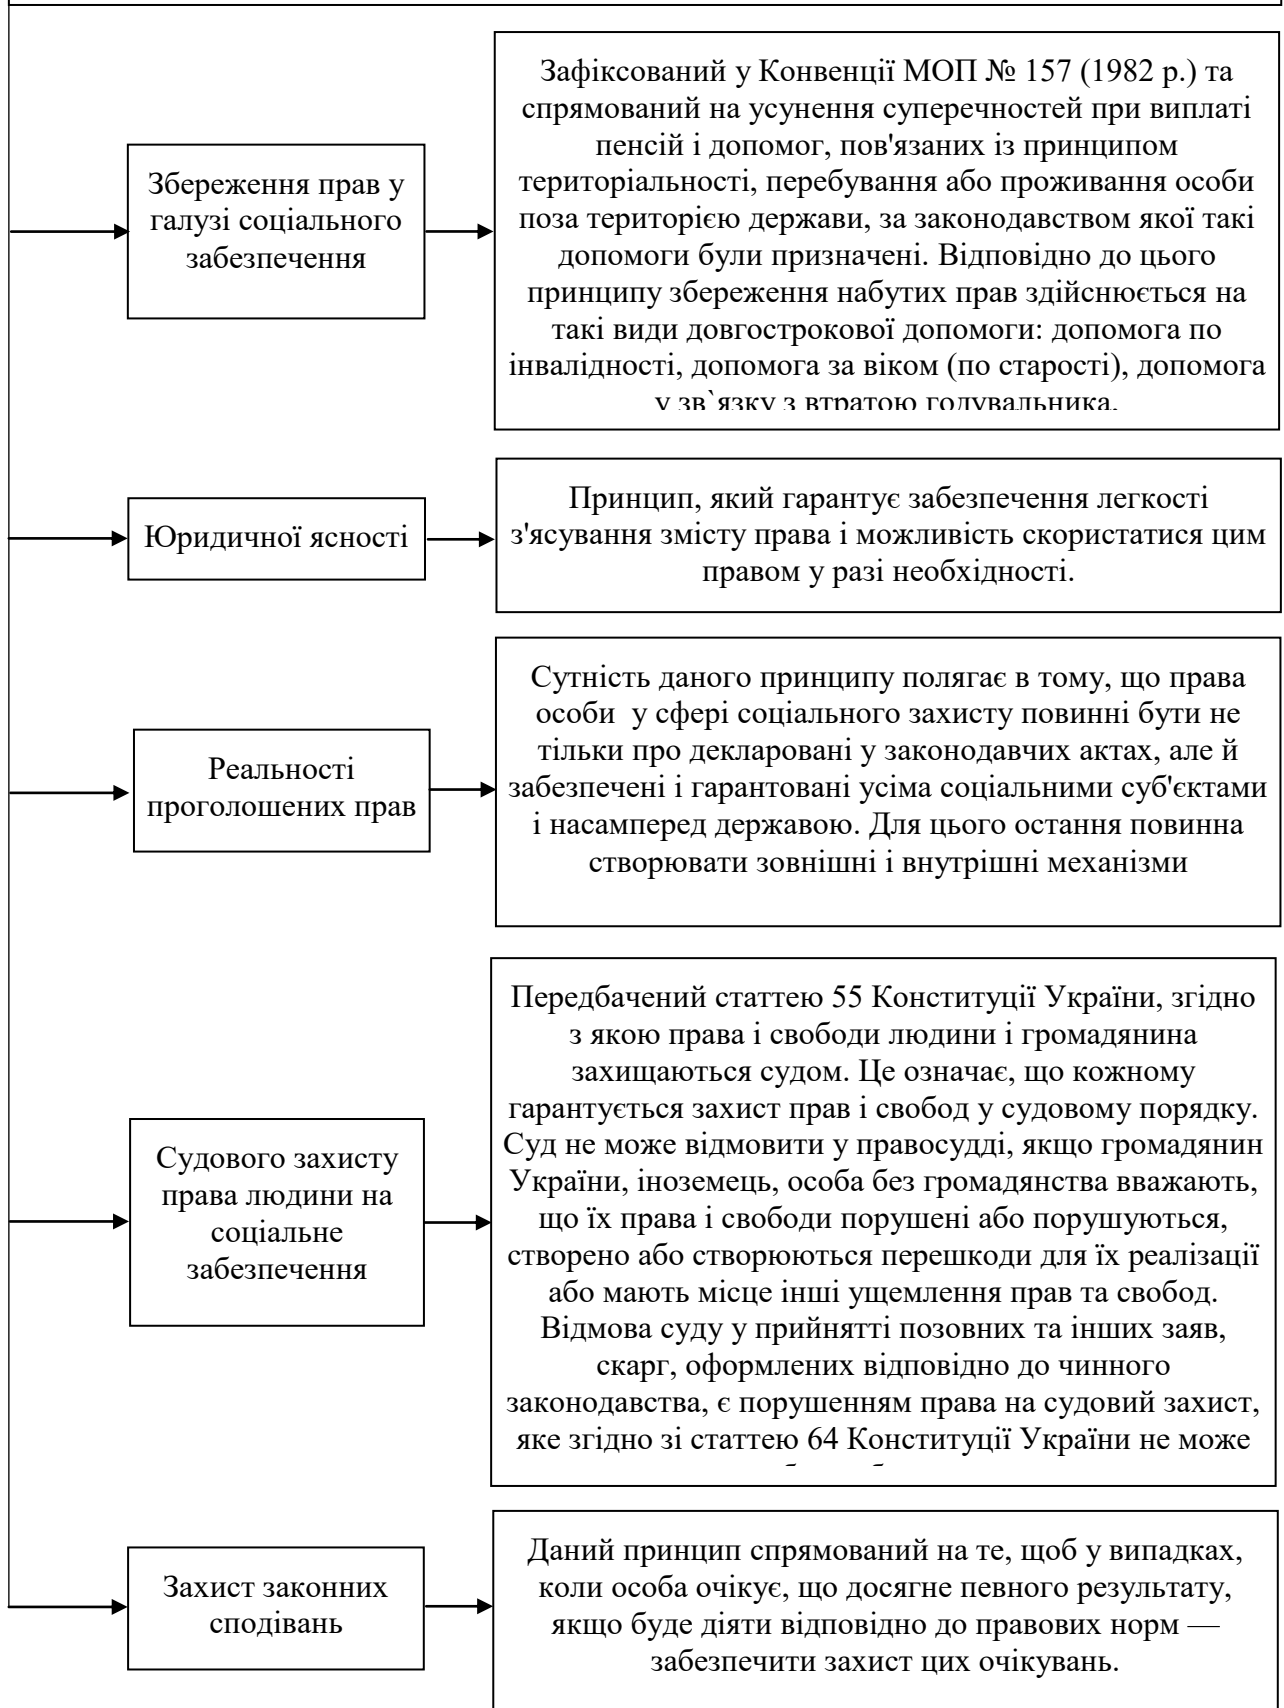 Збереження прав у
галузі соціального
забезпечення
Зафіксований у Конвенції МОП № 157 (1982 р.) та
спрямований на усунення суперечностей при виплаті
пенсій і допомог, пов'язаних із принципом
територіальності, перебування або проживання особи
поза територією держави, за законодавством якої такі
допомоги були призначені. Відповідно до цього
принципу збереження набутих прав здійснюється на
такі види довгострокової допомоги: допомога по
інвалідності, допомога за віком (по старості), допомога
у зв`язку з втратою годувальника.
Юридичної ясності
Принцип, який гарантує забезпечення легкості
з'ясування змісту права і можливість скористатися цим
правом у разі необхідності.
Реальності
проголошених прав
Сутність даного принципу полягає в тому, що права
особи у сфері соціального захисту повинні бути не
тільки про декларовані у законодавчих актах, але й
забезпечені і гарантовані усіма соціальними суб'єктами
і насамперед державою. Для цього остання повинна
створювати зовнішні і внутрішні механізми
Судового захисту
права людини на
соціальне
забезпечення
Передбачений статтею 55 Конституції України, згідно
з якою права і свободи людини і громадянина
захищаються судом. Це означає, що кожному
гарантується захист прав і свобод у судовому порядку.
Суд не може відмовити у правосудді, якщо громадянин
України, іноземець, особа без громадянства вважають,
що їх права і свободи порушені або порушуються,
створено або створюються перешкоди для їх реалізації
або мають місце інші ущемлення прав та свобод.
Відмова суду у прийнятті позовних та інших заяв,
скарг, оформлених відповідно до чинного
законодавства, є порушенням права на судовий захист,
яке згідно зі статтею 64 Конституції України не може
Захист законних
сподівань
Даний принцип спрямований на те, щоб у випадках,
коли особа очікує, що досягне певного результату,
якщо буде діяти відповідно до правових норм —
забезпечити захист цих очікувань.